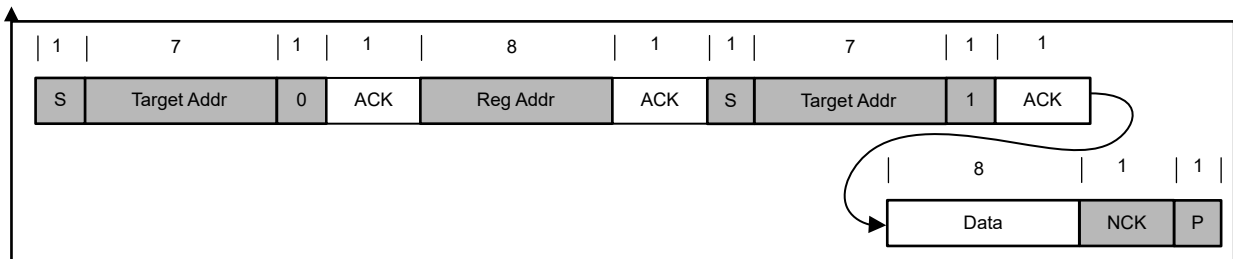 1 7 1 1 8 1 1 7 1 1
S Target Addr 0 ACK Reg Addr ACK S Target Addr 1 ACK
8 1 1
Data NCK P